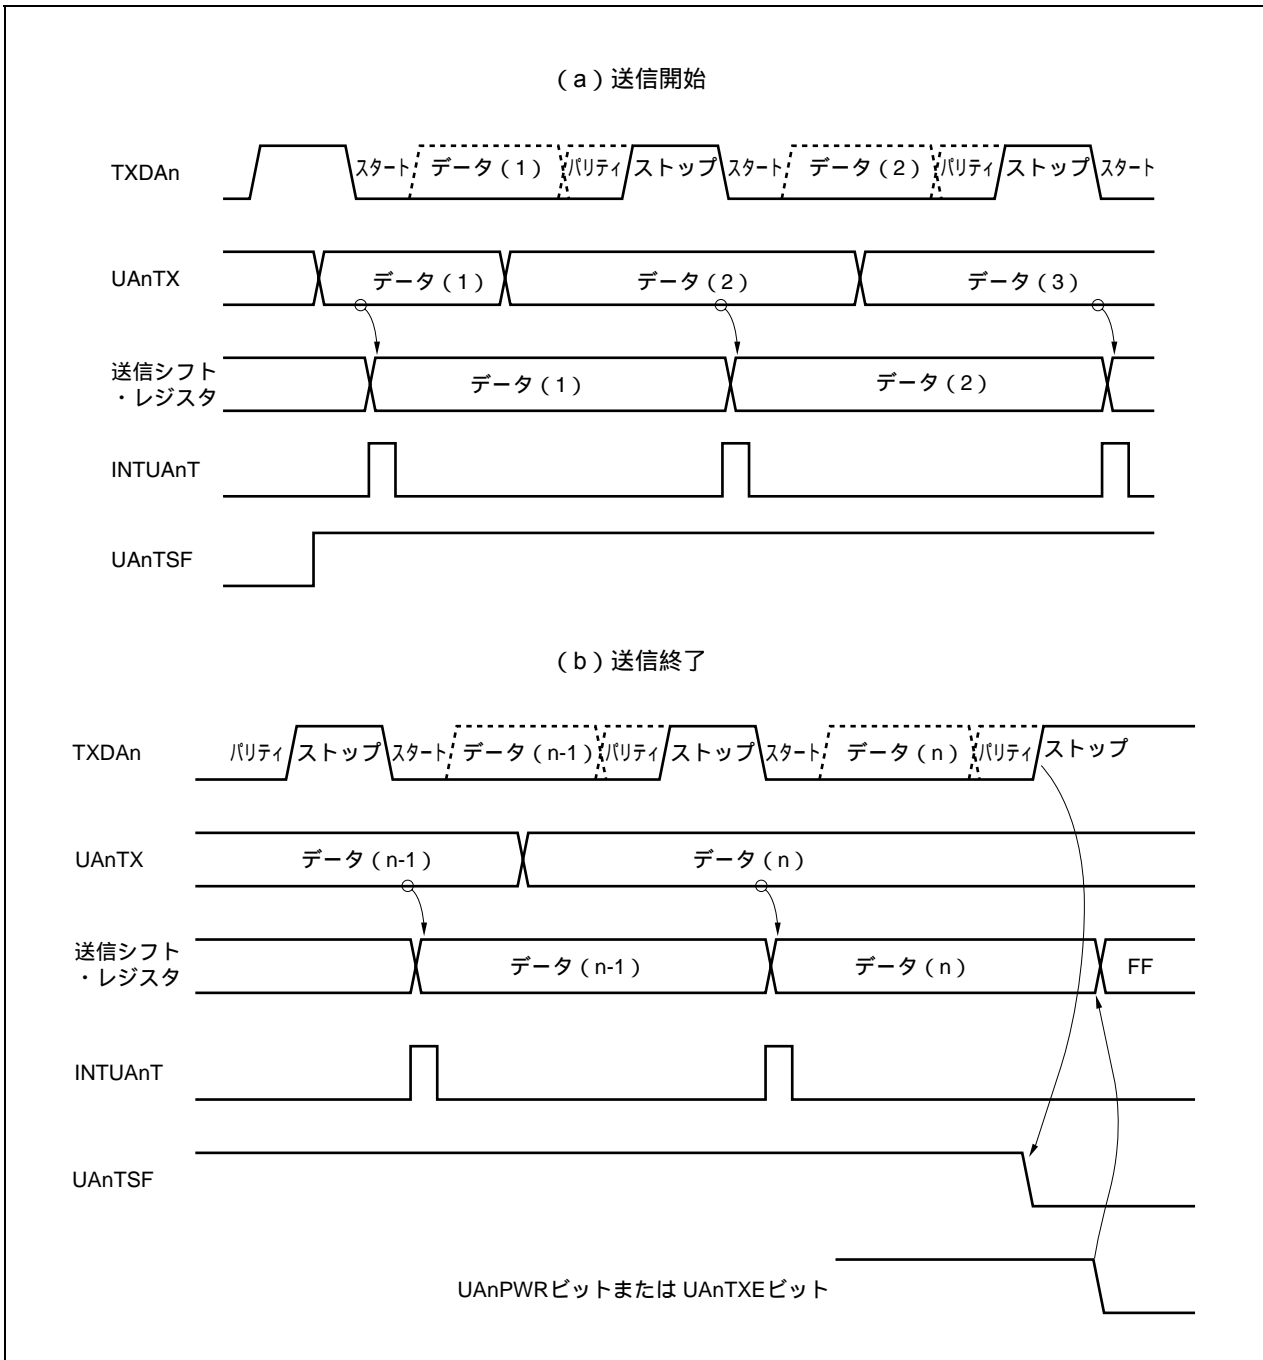 （a）送信開始
TXDAn
スタート データ（1） パリティ ストップ スタート データ（2） パリティ ストップ スタート
UAnTX
データ（1） データ（2） データ（3）
送信シフト
・レジスタ
データ（1） データ（2）
INTUAnT
UAnTSF
（b）送信終了
TXDAn
パリティ ストップ スタート データ（n-1） パリティ ストップ スタート データ（n） パリティ ストップ
UAnTX
データ（n-1） データ（n）
送信シフト
・レジスタ
データ（n-1） データ（n） FF
INTUAnT
UAnTSF
UAnPWRビットまたは UAnTXEビット